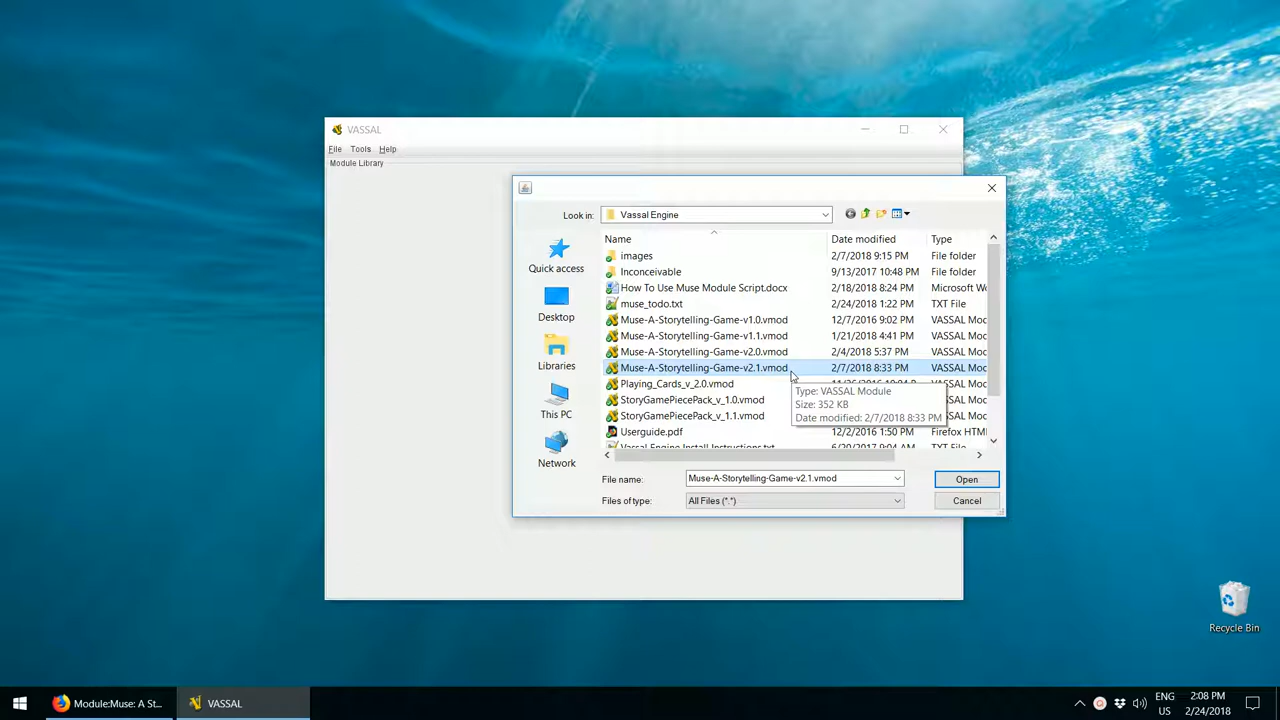 VASSAL
File Tools Help
Module Library
Look in: Vassal Engine
Name Date modified Type
images 2/7/2018 9:15 PM File folder
Inconceivable 9/13/2017 10:48 PM File folder
How To Use Muse Module Script.docx 2/18/2018 8:24 PM Microsoft W
muse_todo.txt 2/24/2018 1:22 PM TXT File
Muse-A-Storytelling-Game-v1.0.vmod 12/7/2016 9:02 PM VASSAL Moc
Muse-A-Storytelling-Game-v1.1.vmod 1/21/2018 4:41 PM VASSAL Moc
Muse-A-Storytelling-Game-v2.0.vmod 2/4/2018 5:37 PM VASSAL Moc
Muse-A-Storytelling-Game-v2.1.vmod 2/7/2018 8:33 PM VASSAL Moc
Playing_Cards_v_2.0.vmod VASSAL Moc
StoryGamePiecePack_v_1.0.vmod VASSAL Moc
StoryGamePiecePack_v_1.1.vmod VASSAL Moc
Userguide.pdf 12/2/2016 1:50 PM Firefox HTM
Vassal Engine Install Instructions.txt 6/20/2017 9:04 AM TXT File
Type: VASSAL Module
Size: 352 KB
Date modified: 2/7/2018 8:33 PM
Quick access
Desktop
Libraries
This PC
Network
File name: Muse-A-Storytelling-Game-v2.1.vmod Open
Files of type: All Files (*.*) Cancel
Recycle Bin
Module:Muse: A St...
VASSAL
ENG
US
2:08 PM
2/24/2018